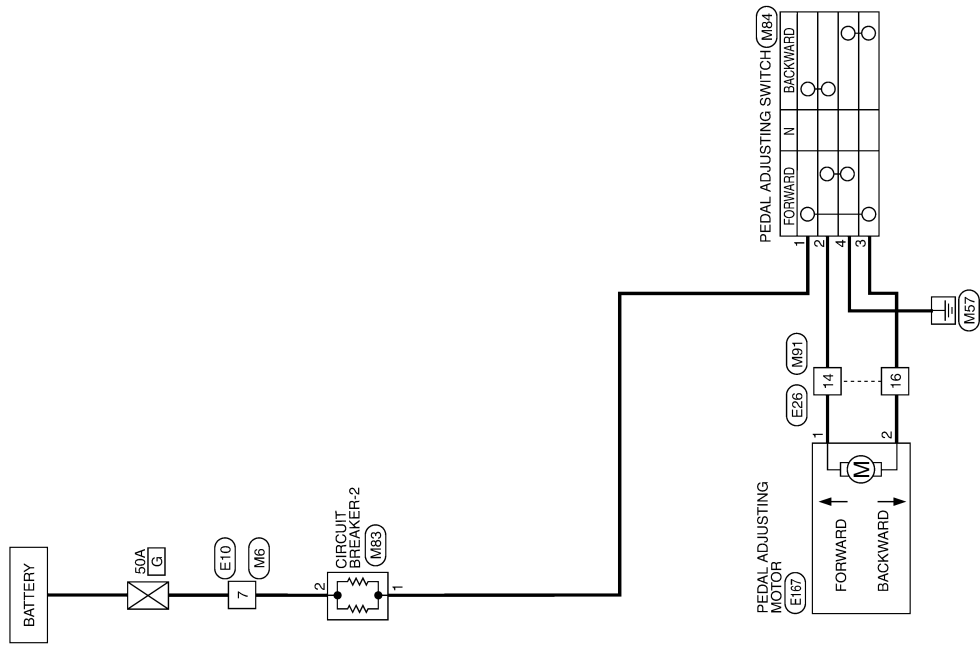 BATTERY
50A
G
E10
7
M6
2
CIRCUIT
BREAKER-2
M83
1
PEDAL ADJUSTING SWITCH
M84
FORWARD
N
BACKWARD
1
2
4
3
M57
M91
E26
14
16
1
2
PEDAL ADJUSTING
MOTOR
E167
M
FORWARD
BACKWARD